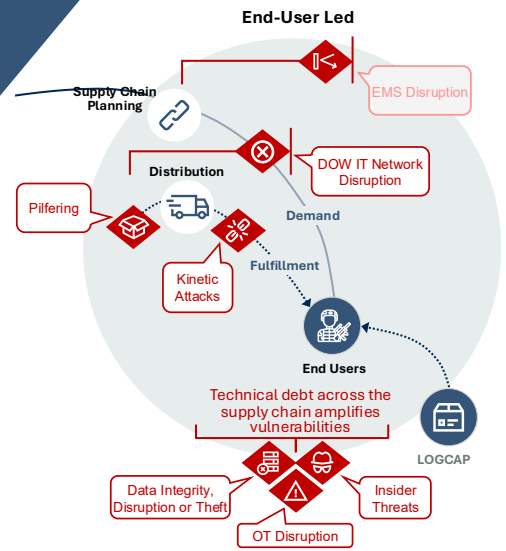 End-User Led
EMS Disruption
Supply Chain
Planning
DOW IT Network
Disruption
Distribution
Pilfering
Demand
Kinetic
Attacks
Fulfillment
End Users
Technical debt across the
supply chain amplifies
vulnerabilities
LOGCAP
Data Integrity,
Disruption or Theft
Insider
Threats
OT Disruption